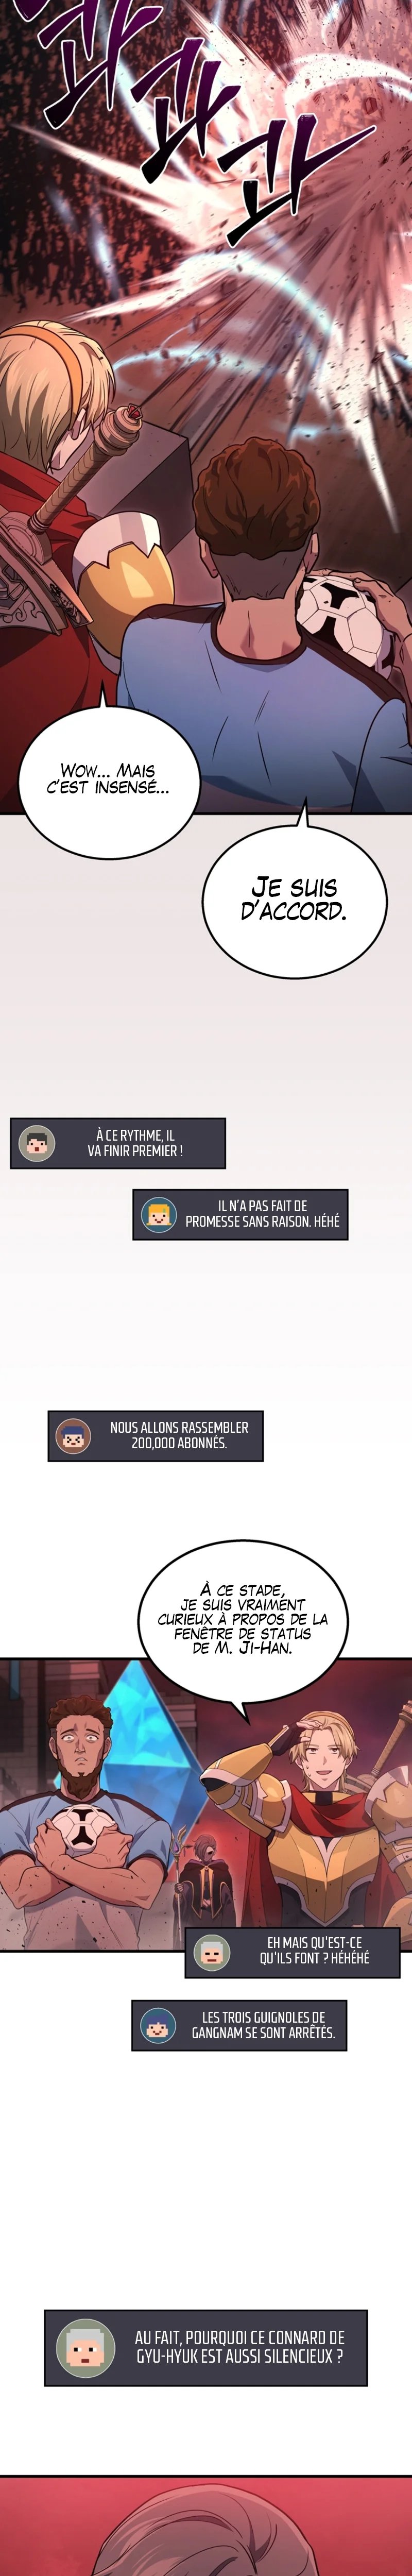 콰
콰
콰
WOW... MAIS
C'EST INSENSÉ...
JE SUIS
D'ACCORD.
À CE RYTHME, IL
VA FINIR PREMIER !
IL N'A PAS FAIT DE
PROMESSE SANS RAISON. HÉHÉ
NOUS ALLONS RASSEMBLER
200,000 ABONNÉS.
À CE STADE,
JE SUIS VRAIMENT
CURIEUX À PROPOS DE LA
FENÊTRE DE STATUS
DE M. JI-HAN.
EH MAIS QU'EST-CE
QU'ILS FONT ? HÉHÉHÉ
LES TROIS GUIGNOLES DE
GANGNAM SE SONT ARRÊTÉS.
AU FAIT, POURQUOI CE CONNARD DE
GYU-HYUK EST AUSSI SILENCIEUX ?